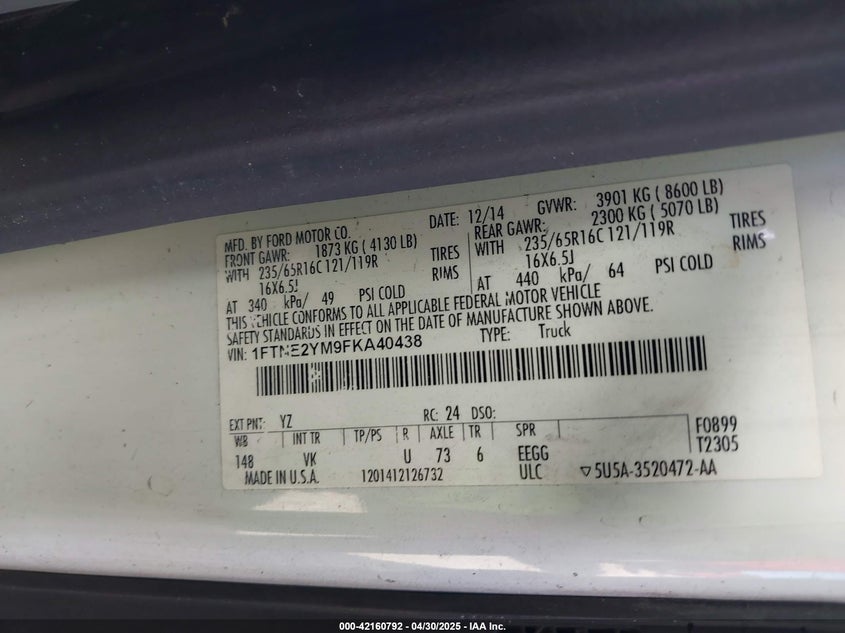 MFD. BY FORD MOTOR CO.
DATE: 12/14
GVWR: 3901 KG ( 8600 LB)
FRONT GAWR: 1873 KG ( 4130 LB)
REAR GAWR: 2300 KG ( 5070 LB)
WITH 235/65R16C 121/119R TIRES
WITH 235/65R16C 121/119R TIRES
16X6.5J RIMS
16X6.5J RIMS
AT 340 kPa/ 49 PSI COLD
AT 440 kPa/ 64 PSI COLD
THIS VEHICLE CONFORMS TO ALL APPLICABLE FEDERAL MOTOR VEHICLE
SAFETY STANDARDS IN EFFECT ON THE DATE OF MANUFACTURE SHOWN ABOVE.
VIN: 1FTNE2YM9FKA40438
TYPE: Truck
EXT PNT: YZ RC: 24 DSO:
WB INT TR TP/PS R AXLE TR SPR
148 VK U 73 6 EEGG
F0899
T2305
MADE IN U.S.A. 1201412126732 ULC
5U5A-3520472-AA
000-42160792 - 04/30/2025 - IAA Inc.